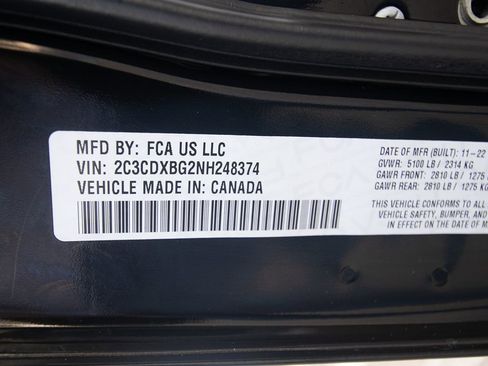 MFD BY: FCA US LLC
VIN: 2C3CDXBG2NH248374
VEHICLE MADE IN: CANADA
DATE OF MFR (BUILT): 11-22
GVWR: 5100 LB / 2314 KG
GAWR FRONT: 2810 LB / 1275 KG
GAWR REAR: 2810 LB / 1275 KG
THIS VEHICLE CONFORMS TO ALL
VEHICLE SAFETY, BUMPER, AND
IN EFFECT ON THE DATE OF M